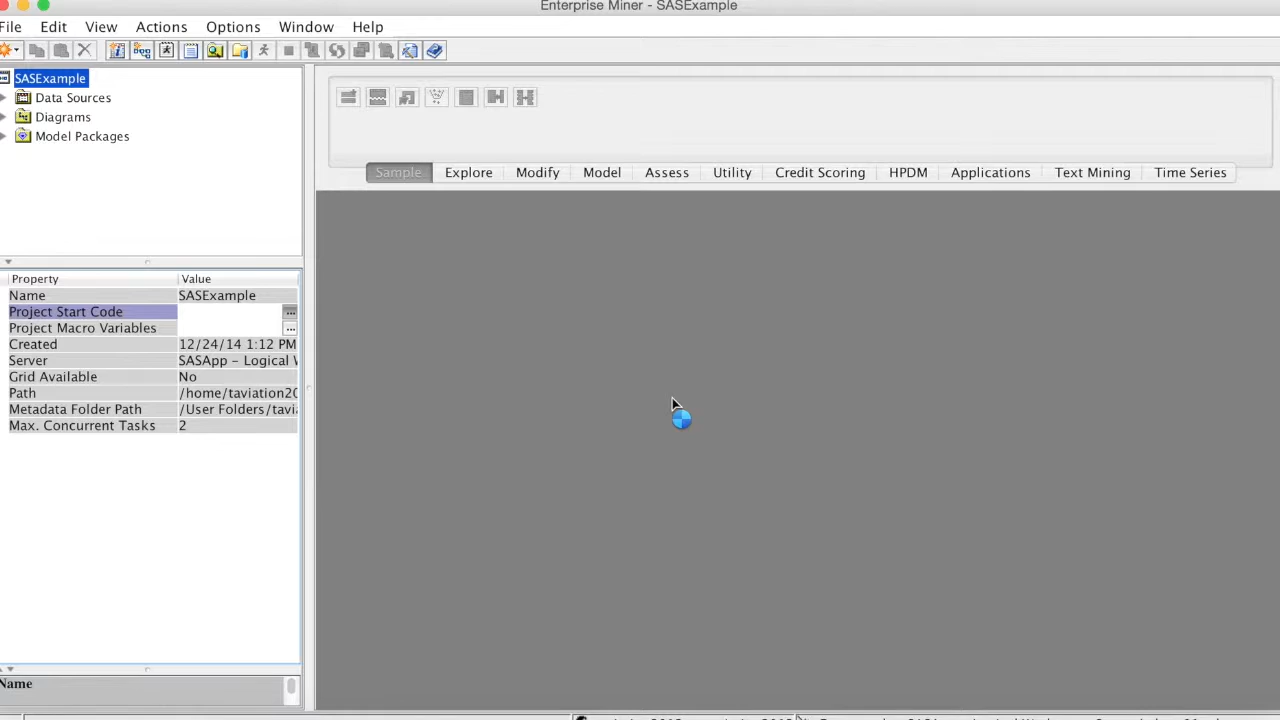 Enterprise Miner - SASExample
File Edit View Actions Options Window Help
SASExample
Data Sources
Diagrams
Model Packages
Sample Explore Modify Model Assess Utility Credit Scoring HPDM Applications Text Mining Time Series
Property Value
Name SASExample
Project Start Code
Project Macro Variables
Created 12/24/14 1:12 PM
Server SASApp - Logical
Grid Available No
Path /home/taviation20
Metadata Folder Path /User Folders/tavi
Max. Concurrent Tasks 2
Name